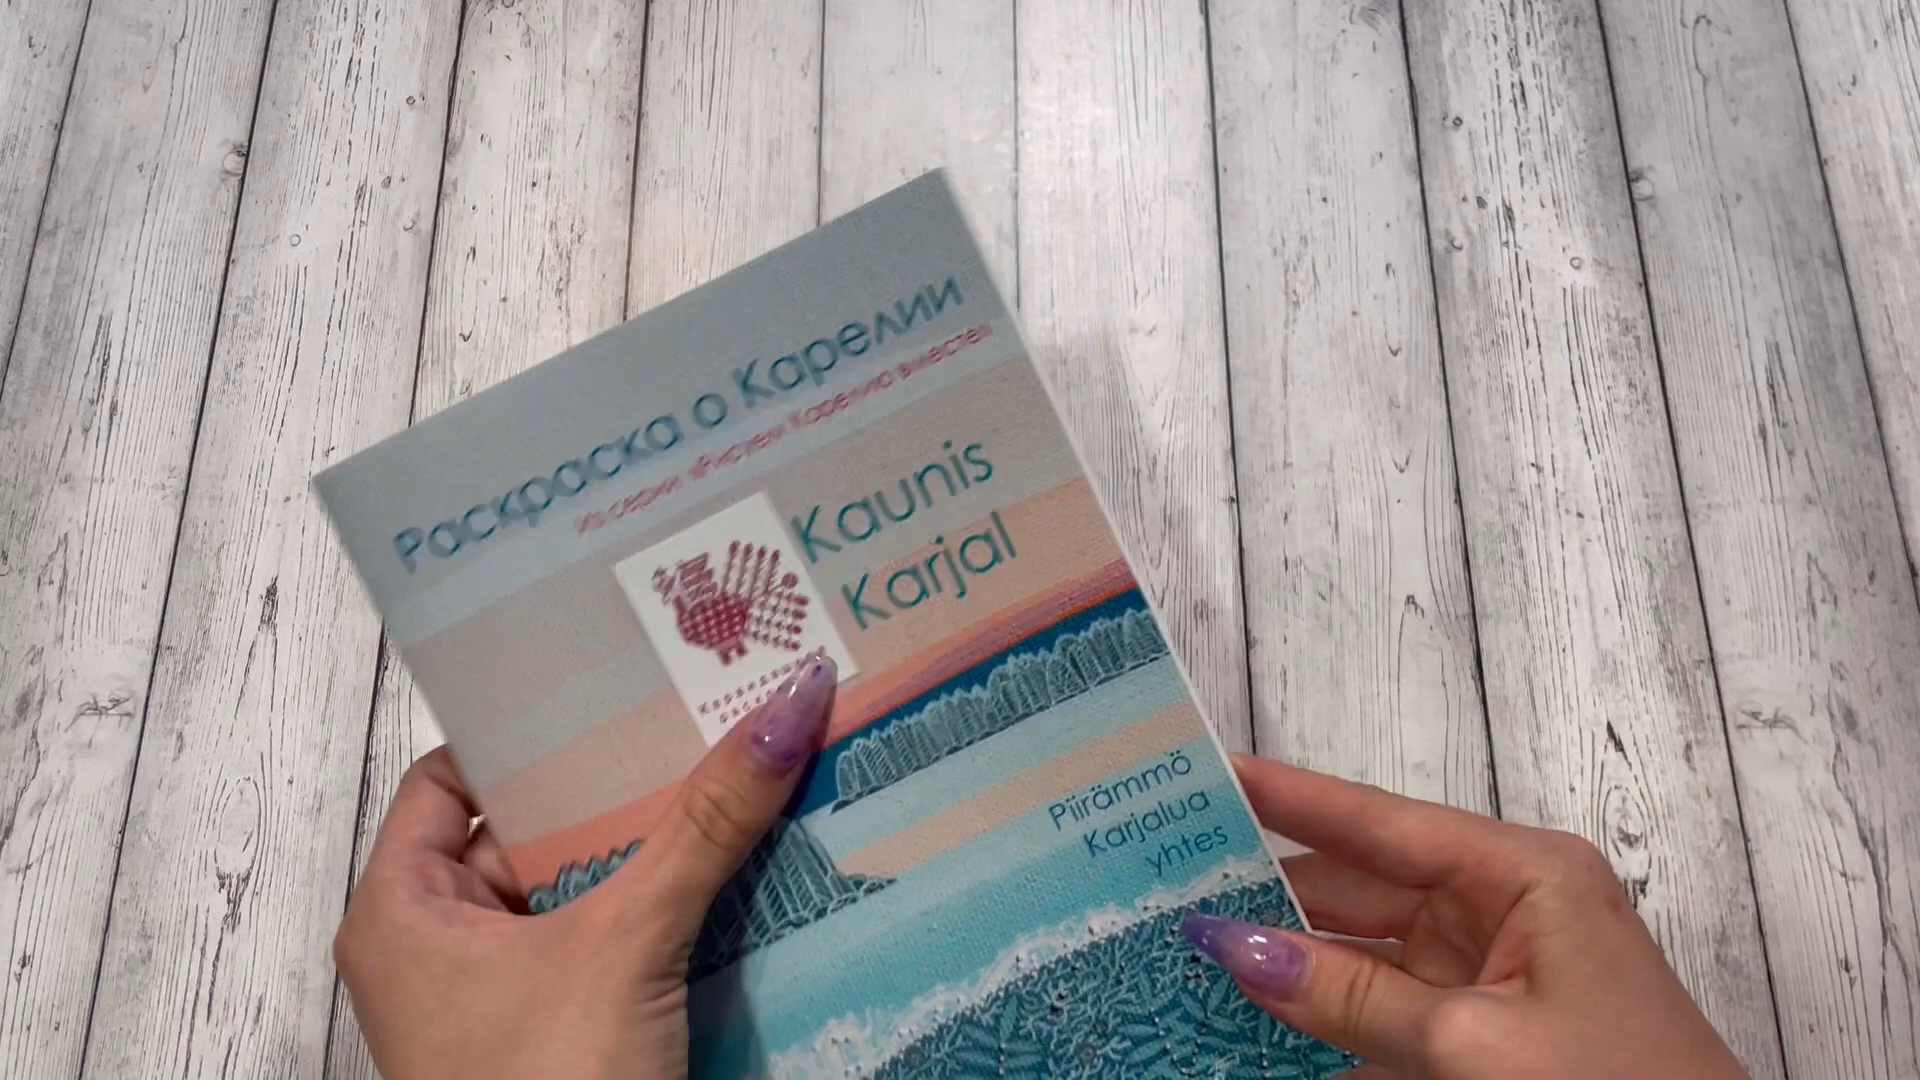 Раскраска о Карелии
Из серии «Рисуем Карелию вместе»
Kaunis
Karjal
Piirämmö
Karjalua
yhtes